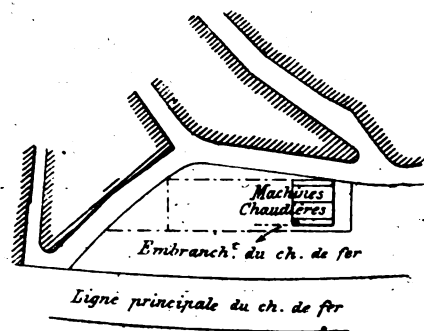 Machines
Chaudières
Embranch.t du ch. de fer
Ligne principale du ch. de fer